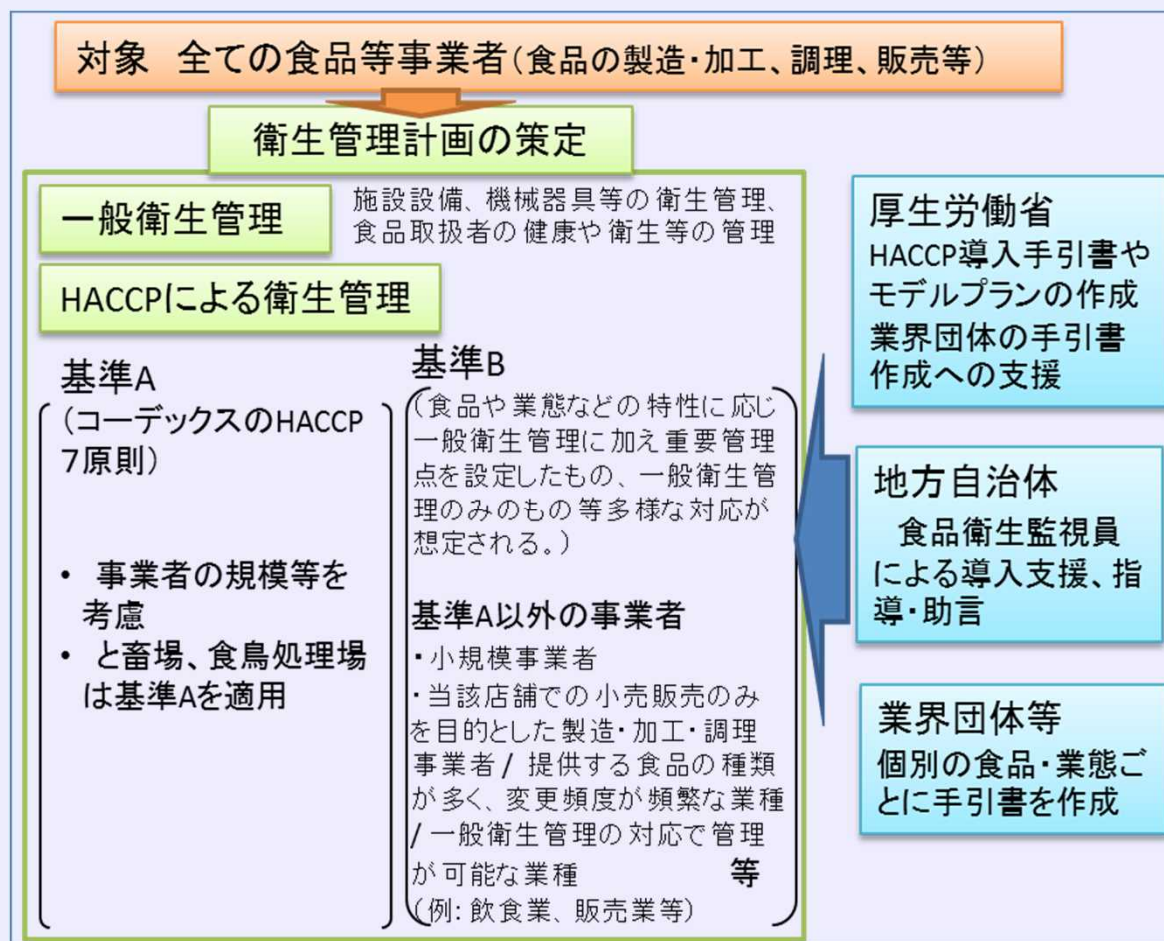 対象　全ての食品等事業者(食品の製造・加工、調理、販売等)
衛生管理計画の策定
一般衛生管理
施設設備、機械器具等の衛生管理、
食品取扱者の健康や衛生等の管理
HACCPによる衛生管理
基準A
(コーデックスのHACCP
７原則)
・ 事業者の規模等を
考慮
・ と畜場、食鳥処理場
は基準Aを適用
基準B
(食品や業態などの特性に応じ
一般衛生管理に加え重要管理
点を設定したもの、一般衛生管
理のみのもの等多様な対応が
想定される。)
基準A以外の事業者
・小規模事業者
・当該店舗での小売販売のみ
を目的とした製造・加工・調理
事業者 / 提供する食品の種類
が多く、変更頻度が頻繁な業種
/ 一般衛生管理の対応で管理
が可能な業種　等
(例: 飲食業、販売業等)
厚生労働省
HACCP導入手引書や
モデルプランの作成
業界団体の手引書
作成への支援
地方自治体
食品衛生監視員
による導入支援、指
導・助言
業界団体等
個別の食品・業態ご
とに手引書を作成